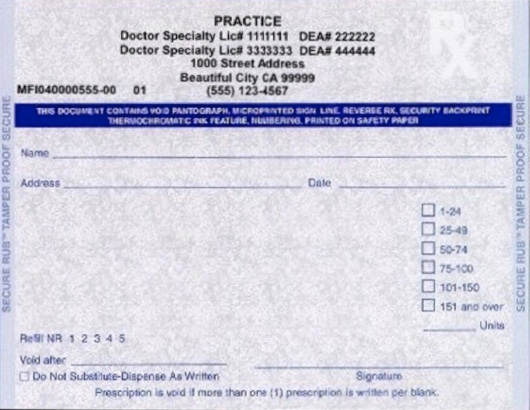 PRACTICE
Doctor Specialty Lic# 1111111 DEA# 222222
Doctor Specialty Lic# 3333333 DEA# 444444
1000 Street Address
Beautiful City CA 99999
MFI040000555-00 01 (555) 123-4567
Rx
THIS DOCUMENT CONTAINS VOID PANTOGRAPH, MICROPRINTED SIGN LINE, REVERSE RX, SECURITY BACKPRINT
THERMOCHROMATIC INK FEATURE, NUMBERING, PRINTED ON SAFETY PAPER
SECURE RUB™ TAMPER PROOF SECURE
Name
Address Date
1-24
25-49
50-74
75-100
101-150
151 and over
Units
Refill NR 1 2 3 4 5
Void after
Do Not Substitute-Dispense As Written Signature
Prescription is void if more than one (1) prescription is written per blank.
SECURE RUB™ TAMPER PROOF SECURE